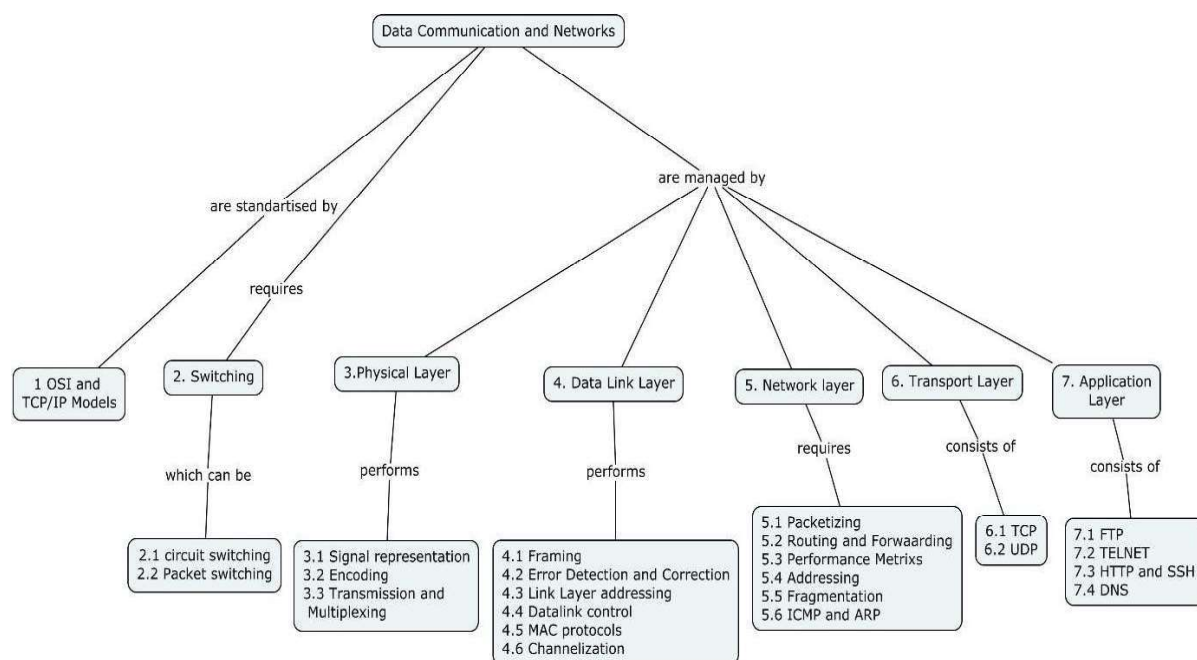 Data Communication and Networks
are managed by
are standartised by
requires
1 OSI and
TCP/IP Models
2. Switching
3.Physical Layer
4. Data Link Layer
5. Network layer
6. Transport Layer
7. Application
Layer
which can be
performs
performs
requires
consists of
consists of
2.1 circuit switching
2.2 Packet switching
3.1 Signal representation
3.2 Encoding
3.3 Transmission and
Multiplexing
4.1 Framing
4.2 Error Detection and Correction
4.3 Link Layer addressing
4.4 Datalink control
4.5 MAC protocols
4.6 Channelization
5.1 Packetizing
5.2 Routing and Forwaarding
5.3 Performance Metrixs
5.4 Addressing
5.5 Fragmentation
5.6 ICMP and ARP
6.1 TCP
6.2 UDP
7.1 FTP
7.2 TELNET
7.3 HTTP and SSH
7.4 DNS